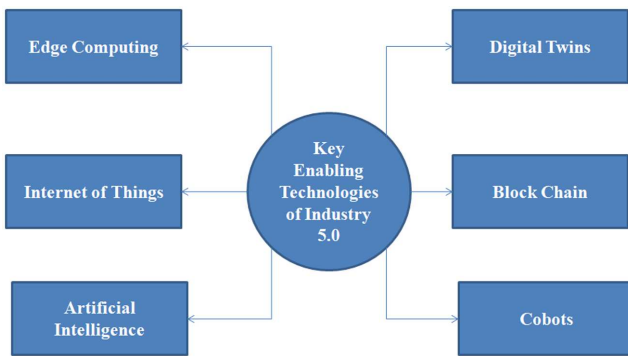 Edge Computing
Digital Twins
Key
Enabling
Technologies
of Industry
5.0
Internet of Things
Block Chain
Artificial
Intelligence
Cobots